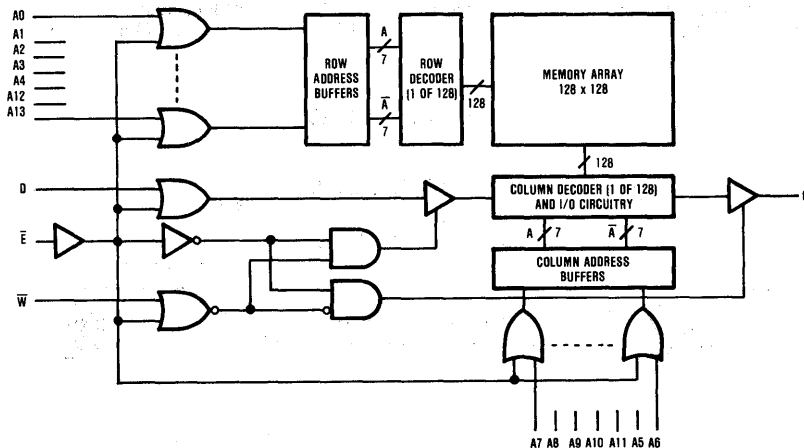 A0
A1
A2
A3
A4
A12
A13
ROW
ADDRESS
BUFFERS
A
7
A̅
7
ROW
DECODER
(1 OF 128)
128
MEMORY ARRAY
128 x 128
128
D
COLUMN DECODER (1 OF 128)
AND I/O CIRCUITRY
E̅
A 7
A̅ 7
COLUMN ADDRESS
BUFFERS
W̅
A7 A8 A9 A10 A11 A5 A6